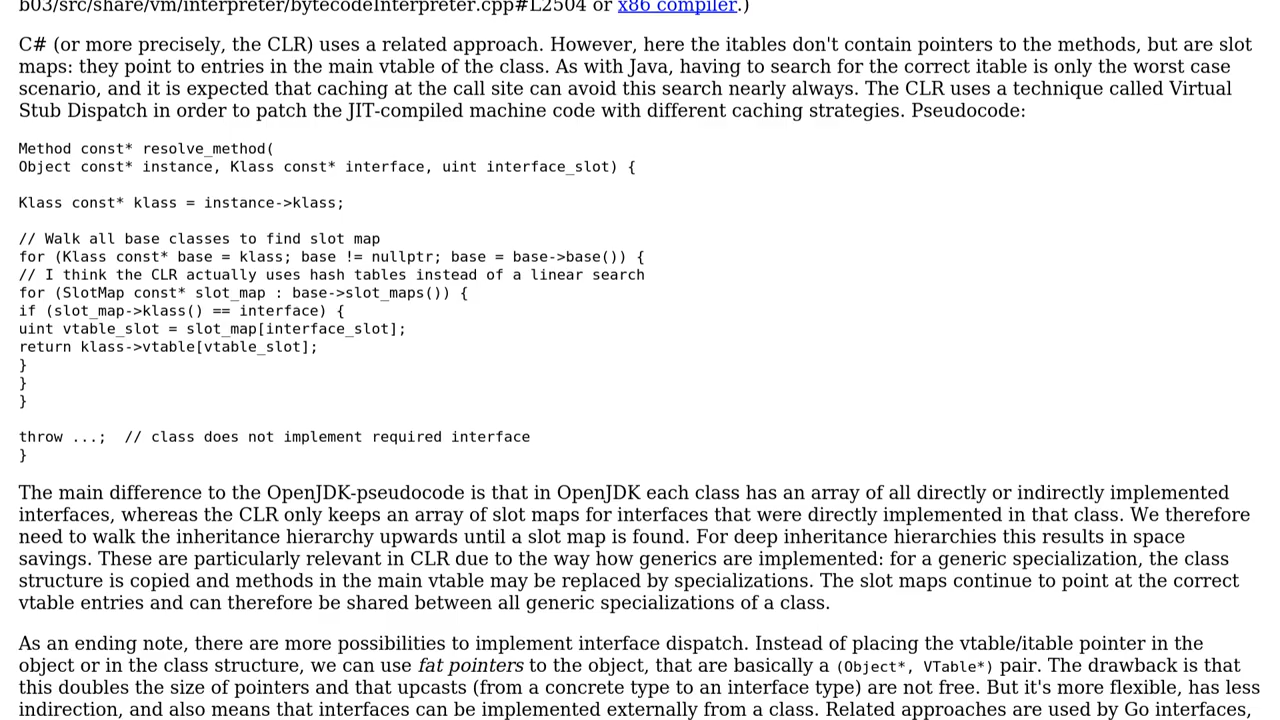 b03/src/share/vm/interpreter/bytecodeInterpreter.cpp#L2504 or x86 compiler.)
C# (or more precisely, the CLR) uses a related approach. However, here the itables don't contain pointers to the methods, but are slot
maps: they point to entries in the main vtable of the class. As with Java, having to search for the correct itable is only the worst case
scenario, and it is expected that caching at the call site can avoid this search nearly always. The CLR uses a technique called Virtual
Stub Dispatch in order to patch the JIT-compiled machine code with different caching strategies. Pseudocode:
Method const* resolve_method(
Object const* instance, Klass const* interface, uint interface_slot) {
Klass const* klass = instance->klass;
// Walk all base classes to find slot map
for (Klass const* base = klass; base != nullptr; base = base->base()) {
// I think the CLR actually uses hash tables instead of a linear search
for (SlotMap const* slot_map : base->slot_maps()) {
if (slot_map->klass() == interface) {
uint vtable_slot = slot_map[interface_slot];
return klass->vtable[vtable_slot];
}
}
}
throw ...;  // class does not implement required interface
}
The main difference to the OpenJDK-pseudocode is that in OpenJDK each class has an array of all directly or indirectly implemented
interfaces, whereas the CLR only keeps an array of slot maps for interfaces that were directly implemented in that class. We therefore
need to walk the inheritance hierarchy upwards until a slot map is found. For deep inheritance hierarchies this results in space
savings. These are particularly relevant in CLR due to the way how generics are implemented: for a generic specialization, the class
structure is copied and methods in the main vtable may be replaced by specializations. The slot maps continue to point at the correct
vtable entries and can therefore be shared between all generic specializations of a class.
As an ending note, there are more possibilities to implement interface dispatch. Instead of placing the vtable/itable pointer in the
object or in the class structure, we can use fat pointers to the object, that are basically a (Object*, VTable*) pair. The drawback is that
this doubles the size of pointers and that upcasts (from a concrete type to an interface type) are not free. But it's more flexible, has less
indirection, and also means that interfaces can be implemented externally from a class. Related approaches are used by Go interfaces,